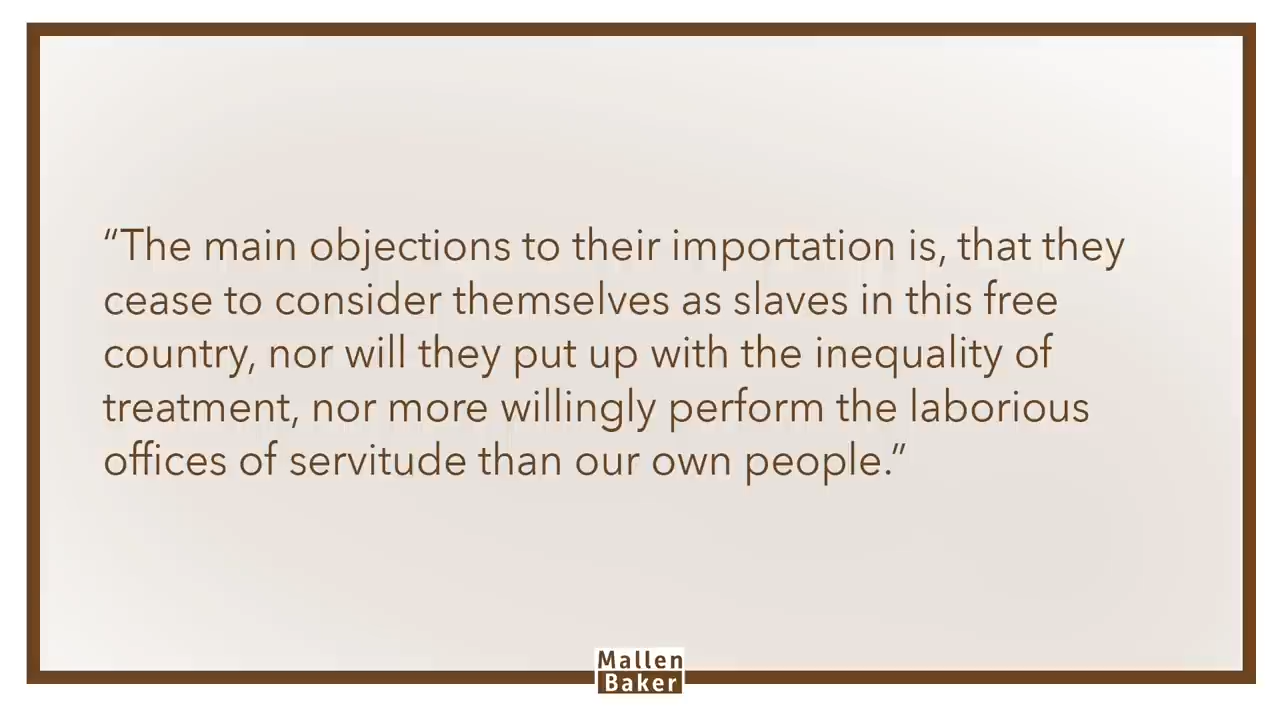 “The main objections to their importation is, that they
cease to consider themselves as slaves in this free
country, nor will they put up with the inequality of
treatment, nor more willingly perform the laborious
offices of servitude than our own people.”
Mallen
Baker